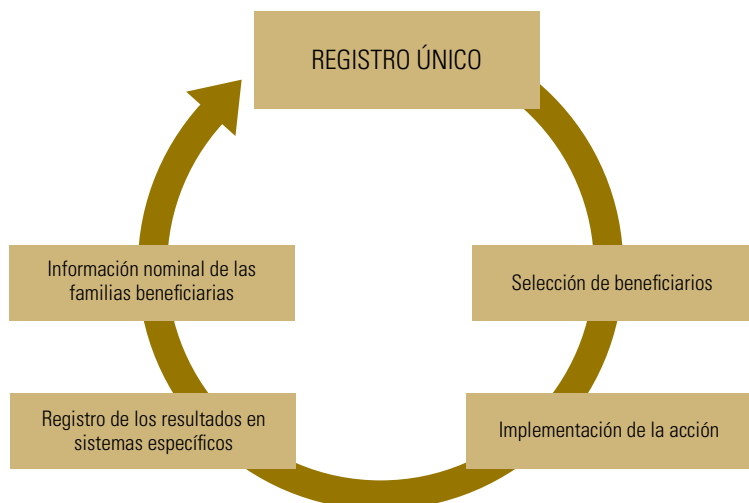 REGISTRO ÚNICO
Información nominal de las
familias beneficiarias
Selección de beneficiarios
Registro de los resultados en
sistemas específicos
Implementación de la acción